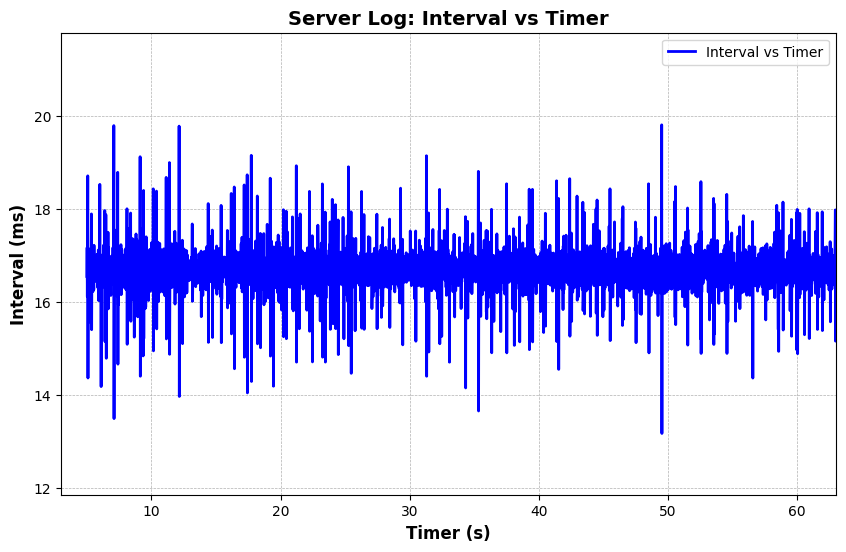 Server Log: Interval vs Timer
Interval vs Timer
20
18
16
14
12
Interval (ms)
10 20 30 40 50 60
Timer (s)